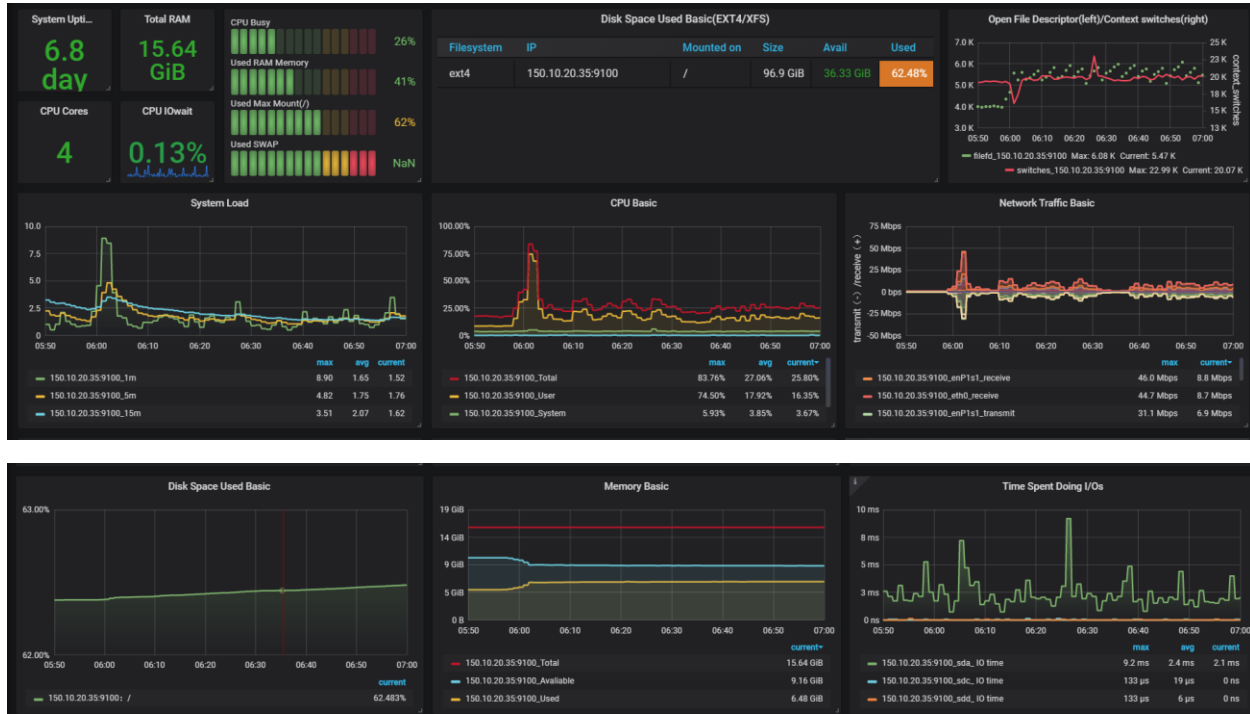 System Upti...
6.8
day
Total RAM
15.64
GiB
CPU Cores
4
CPU IOwait
0.13%
CPU Busy
26%
Used RAM Memory
41%
Used Max Mount(/)
62%
Used SWAP
NaN
Disk Space Used Basic(EXT4/XFS)
Filesystem IP Mounted on Size Avail Used
ext4 150.10.20.35:9100 / 96.9 GiB 36.33 GiB 62.48%
Open File Descriptor(left)/Context switches(right)
7.0 K 25 K
6.0 K 23 K
20 K
5.0 K 18 K
4.0 K 15 K
3.0 K 13 K
context_switches
05:50 06:00 06:10 06:20 06:30 06:40 06:50 07:00
filefd_150.10.20.35:9100 Max: 6.08 K Current: 5.47 K
switches_150.10.20.35:9100 Max: 22.99 K Current: 20.07 K
System Load
10.0
7.5
5.0
2.5
0
05:50 06:00 06:10 06:20 06:30 06:40 06:50 07:00
max avg current
150.10.20.35:9100_1m 8.90 1.65 1.52
150.10.20.35:9100_5m 4.82 1.75 1.76
150.10.20.35:9100_15m 3.51 2.07 1.62
CPU Basic
100.00%
75.00%
50.00%
25.00%
0%
05:50 06:00 06:10 06:20 06:30 06:40 06:50 07:00
max avg current
150.10.20.35:9100_Total 83.76% 27.06% 25.80%
150.10.20.35:9100_User 74.50% 17.92% 16.35%
150.10.20.35:9100_System 5.93% 3.85% 3.67%
Network Traffic Basic
transmit（-）/receive（+）
75 Mbps
50 Mbps
25 Mbps
0 bps
-25 Mbps
-50 Mbps
05:50 06:00 06:10 06:20 06:30 06:40 06:50 07:00
max current
150.10.20.35:9100_enP1s1_receive 46.0 Mbps 8.8 Mbps
150.10.20.35:9100_eth0_receive 44.7 Mbps 8.7 Mbps
150.10.20.35:9100_enP1s1_transmit 31.1 Mbps 6.9 Mbps
Disk Space Used Basic
63.00%
62.00%
05:50 06:00 06:10 06:20 06:30 06:40 06:50 07:00
current
150.10.20.35:9100：/ 62.483%
Memory Basic
19 GiB
14 GiB
9 GiB
5 GiB
0 B
05:50 06:00 06:10 06:20 06:30 06:40 06:50 07:00
current
150.10.20.35:9100_Total 15.64 GiB
150.10.20.35:9100_Avaliable 9.16 GiB
150.10.20.35:9100_Used 6.48 GiB
i
Time Spent Doing I/Os
10 ms
8 ms
5 ms
3 ms
0 ns
05:50 06:00 06:10 06:20 06:30 06:40 06:50 07:00
max avg current
150.10.20.35:9100_sda_ IO time 9.2 ms 2.4 ms 2.1 ms
150.10.20.35:9100_sdc_ IO time 133 µs 19 µs 0 ns
150.10.20.35:9100_sdd_ IO time 133 µs 6 µs 0 ns